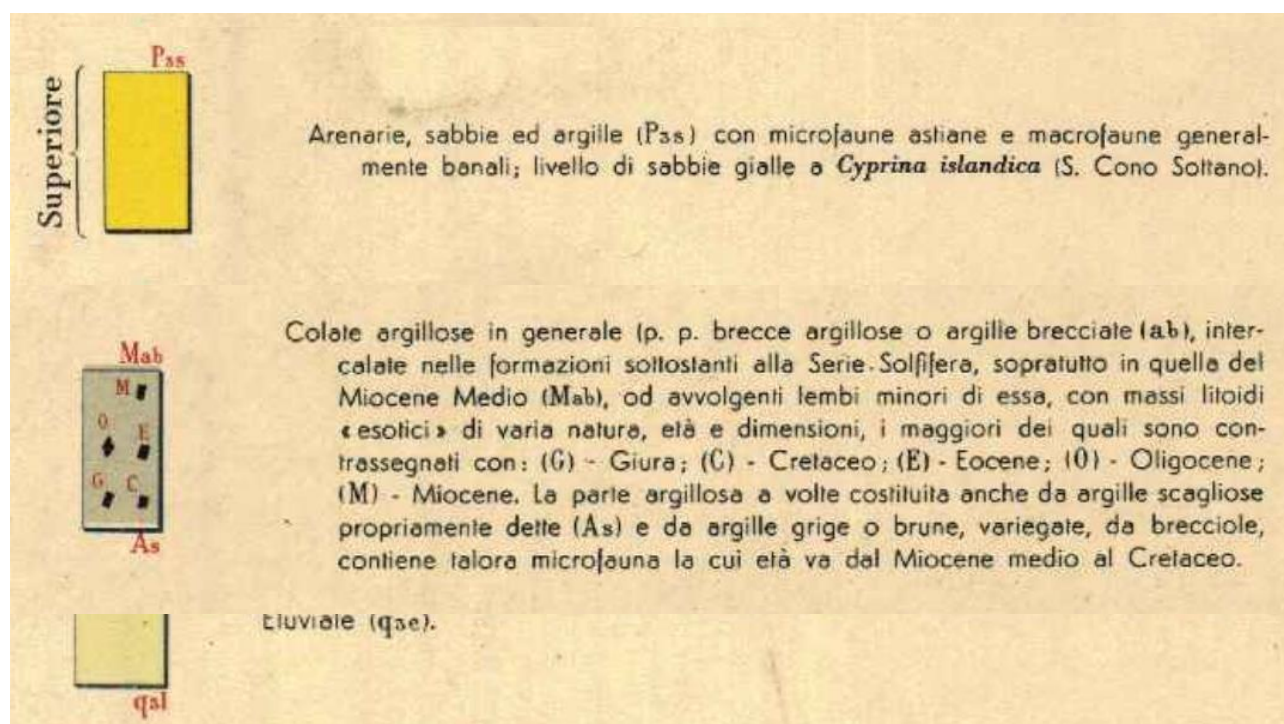 P3s
Superiore
Arenarie, sabbie ed argille (P3s) con microfaune astiane e macrofaune general-
mente banali; livello di sabbie gialle a Cyprina islandica (S. Cono Sottano).
Mab
M
O E
G C
As
Colate argillose in generale (p. p. brecce argillose o argille brecciate (ab), inter-
calate nelle formazioni sottostanti alla Serie Solfifera, sopratutto in quella del
Miocene Medio (Mab), od avvolgenti lembi minori di essa, con massi litoidi
«esotici» di varia natura, età e dimensioni, i maggiori dei quali sono con-
trassegnati con: (G) - Giura; (C) - Cretaceo; (E) - Eocene; (O) - Oligocene;
(M) - Miocene. La parte argillosa a volte costituita anche da argille scagliose
propriamente dette (As) e da argille grige o brune, variegate, da brecciole,
contiene talora microfauna la cui età va dal Miocene medio al Cretaceo.
Eluviale (q3e).
q3l